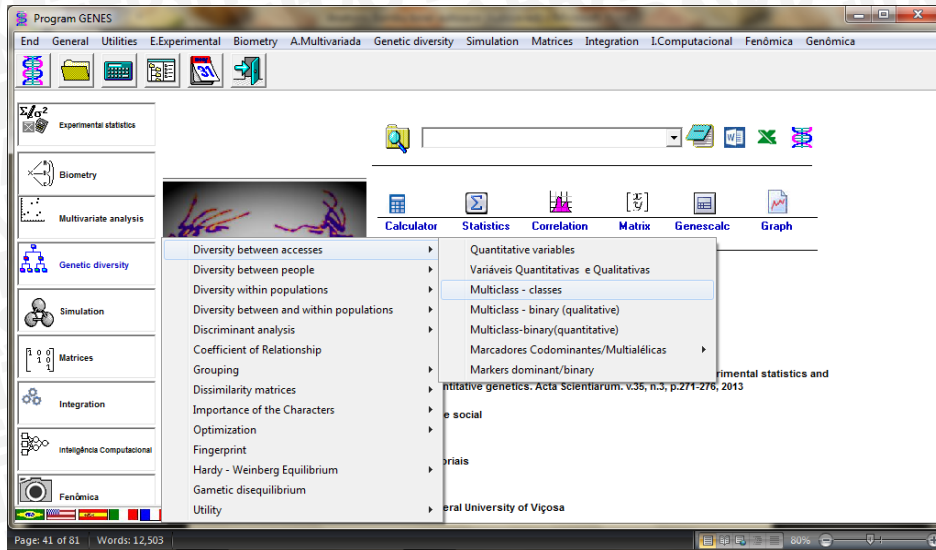 Program GENES
End General Utilities E.Experimental Biometry A.Multivariada Genetic diversity Simulation Matrices Integration I.Computacional Fenômica Genômica
31
Σ/σ²
Experimental statistics
Biometry
Multivariate analysis
Genetic diversity
Simulation
Matrices
Integration
Inteligência Computacional
Fenômica
Calculator Statistics Correlation Matrix Genescalc Graph
Diversity between accesses
Diversity between people
Diversity within populations
Diversity between and within populations
Discriminant analysis
Coefficient of Relationship
Grouping
Dissimilarity matrices
Importance of the Characters
Optimization
Fingerprint
Hardy - Weinberg Equilibrium
Gametic disequilibrium
Utility
Quantitative variables
Variáveis Quantitativas e Qualitativas
Multiclass - classes
Multiclass - binary (qualitative)
Multiclass-binary(quantitative)
Marcadores Codominantes/Multialélicas
Markers dominant/binary
rimental statistics and
ntitative genetics. Acta Scientiarum. v.35, n.3, p.271-276, 2013
e social
oriais
eral University of Viçosa
Page: 41 of 81 Words: 12,503 80%